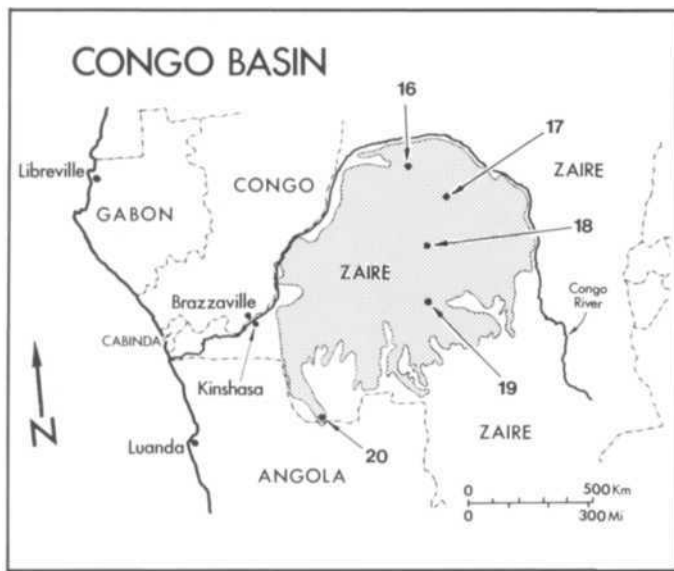 CONGO BASIN
16
17
Libreville
CONGO
ZAIRE
GABON
18
ZAIRE
Brazzaville
Congo
River
CABINDA
Kinshasa
19
N
ZAIRE
Luanda
20
ANGOLA
0 500 Km
0 300 Mi